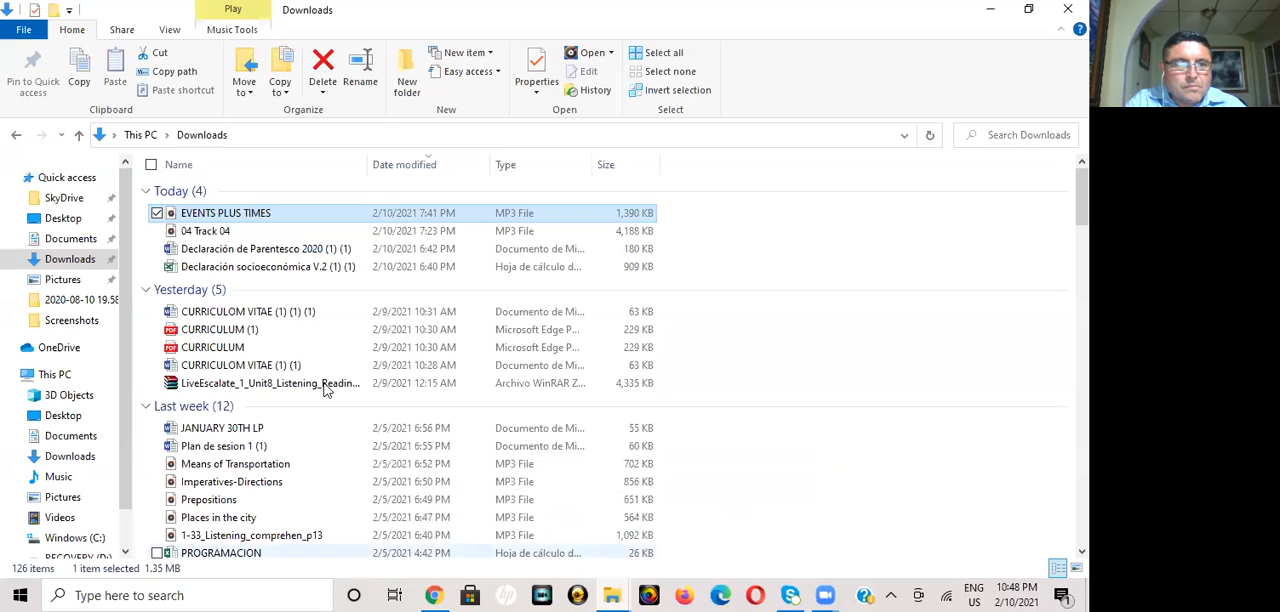 Play
Downloads
File Home Share View Music Tools
Pin to Quick access
Copy
Paste
Cut
Copy path
Paste shortcut
Move to
Copy to
Delete
Rename
New folder
New item
Easy access
Properties
Open
Edit
History
Select all
Select none
Invert selection
Clipboard Organize New Open Select
This PC > Downloads
Search Downloads
Name Date modified Type Size
Today (4)
EVENTS PLUS TIMES 2/10/2021 7:41 PM MP3 File 1,390 KB
04 Track 04 2/10/2021 7:23 PM MP3 File 4,188 KB
Declaración de Parentesco 2020 (1) (1) 2/10/2021 6:42 PM Documento de Mi... 180 KB
Declaración socioeconómica V.2 (1) (1) 2/10/2021 6:40 PM Hoja de cálculo d... 909 KB
Yesterday (5)
CURRICULOM VITAE (1) (1) (1) 2/9/2021 10:31 AM Documento de Mi... 63 KB
CURRICULUM (1) 2/9/2021 10:30 AM Microsoft Edge P... 229 KB
CURRICULUM 2/9/2021 10:30 AM Microsoft Edge P... 229 KB
CURRICULOM VITAE (1) (1) 2/9/2021 10:28 AM Documento de Mi... 63 KB
LiveEscalate_1_Unit8_Listening_Readin... 2/9/2021 12:15 AM Archivo WinRAR Z... 4,335 KB
Last week (12)
JANUARY 30TH LP 2/5/2021 6:56 PM Documento de Mi... 55 KB
Plan de sesion 1 (1) 2/5/2021 6:55 PM Documento de Mi... 60 KB
Means of Transportation 2/5/2021 6:52 PM MP3 File 702 KB
Imperatives-Directions 2/5/2021 6:50 PM MP3 File 856 KB
Prepositions 2/5/2021 6:49 PM MP3 File 651 KB
Places in the city 2/5/2021 6:47 PM MP3 File 564 KB
1-33_Listening_comprehen_p13 2/5/2021 6:40 PM MP3 File 1,092 KB
PROGRAMACION 2/5/2021 4:42 PM Hoja de cálculo d... 26 KB
Quick access
SkyDrive
Desktop
Documents
Downloads
Pictures
2020-08-10 19.58
Screenshots
OneDrive
This PC
3D Objects
Desktop
Documents
Downloads
Music
Pictures
Videos
Windows (C:)
RECOVERY (D:)
126 items 1 item selected 1.35 MB
Type here to search
ENG
US
10:48 PM
2/10/2021
1